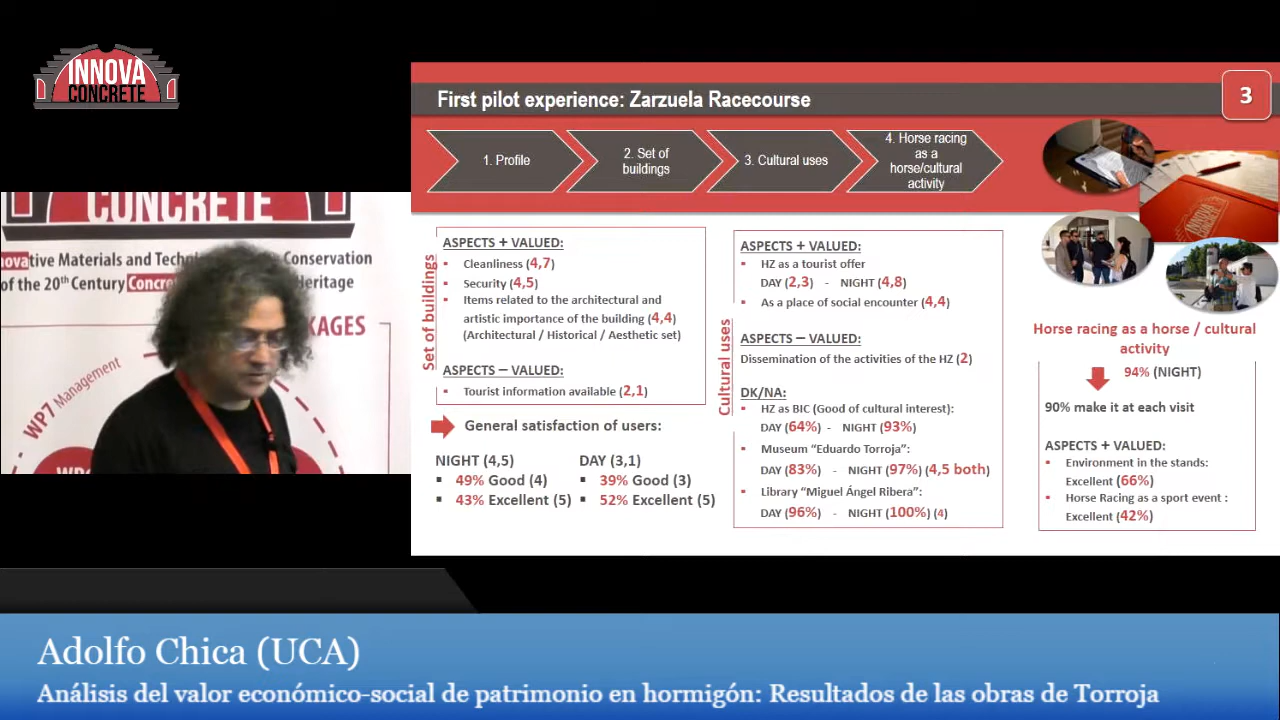 INNOVA
CONCRETE
CONCRETE
nnovative Materials and Techn Conservation
of the 20th Century Concre Heritage
KAGES
WP7 Management
First pilot experience: Zarzuela Racecourse
3
1. Profile
2. Set of
buildings
3. Cultural uses
4. Horse racing
as a
horse/cultural
activity
INNOVA
CONCRETE
Set of buildings
ASPECTS + VALUED:
▪ Cleanliness (4,7)
▪ Security (4,5)
▪ Items related to the architectural and
artistic importance of the building (4,4)
(Architectural / Historical / Aesthetic set)
ASPECTS – VALUED:
▪ Tourist information available (2,1)
General satisfaction of users:
NIGHT (4,5)
▪ 49% Good (4)
▪ 43% Excellent (5)
DAY (3,1)
▪ 39% Good (3)
▪ 52% Excellent (5)
Cultural uses
ASPECTS + VALUED:
▪ HZ as a tourist offer
DAY (2,3) - NIGHT (4,8)
▪ As a place of social encounter (4,4)
ASPECTS – VALUED:
Dissemination of the activities of the HZ (2)
DK/NA:
▪ HZ as BIC (Good of cultural interest):
DAY (64%) - NIGHT (93%)
▪ Museum “Eduardo Torroja”:
DAY (83%) - NIGHT (97%) (4,5 both)
▪ Library “Miguel Ángel Ribera”:
DAY (96%) - NIGHT (100%) (4)
Horse racing as a horse / cultural
activity
94% (NIGHT)
90% make it at each visit
ASPECTS + VALUED:
▪ Environment in the stands:
Excellent (66%)
▪ Horse Racing as a sport event :
Excellent (42%)
Adolfo Chica (UCA)
Análisis del valor económico-social de patrimonio en hormigón: Resultados de las obras de Torroja